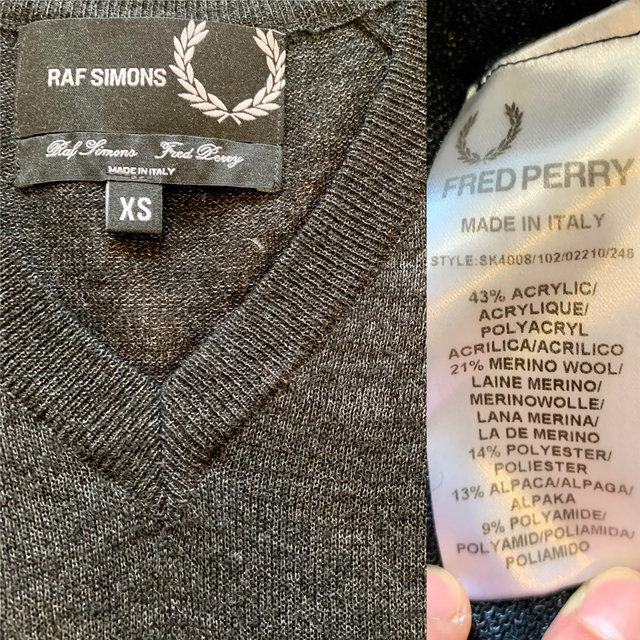 RAF SIMONS
Raf Simons Fred Perry
MADE IN ITALY
XS
FRED PERRY
MADE IN ITALY
STYLE:SK4008/102/02210/248
43% ACRYLIC/
ACRYLIQUE/
POLYACRYL
ACRILICA/ACRILICO
21% MERINO WOOL/
LAINE MERINO/
MERINOWOLLE/
LANA MERINA/
LA DE MERINO
14% POLYESTER/
POLIESTER
13% ALPACA/ALPAGA/
ALPAKA
9% POLYAMIDE/
POLYAMID/POLIAMIDA/
POLIAMIDO